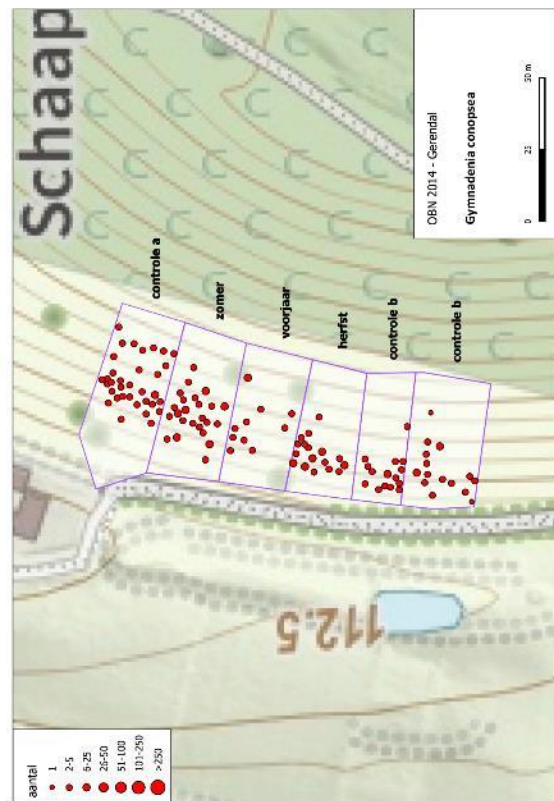 Schaap
OBN 2014 - Gerendal
Gymnadenia conopsea
0 25 50 m
controle a
zomer
voorjaar
herfst
controle b
controle b
112.5
aantal
1
2-5
6-25
26-50
51-100
101-250
>250